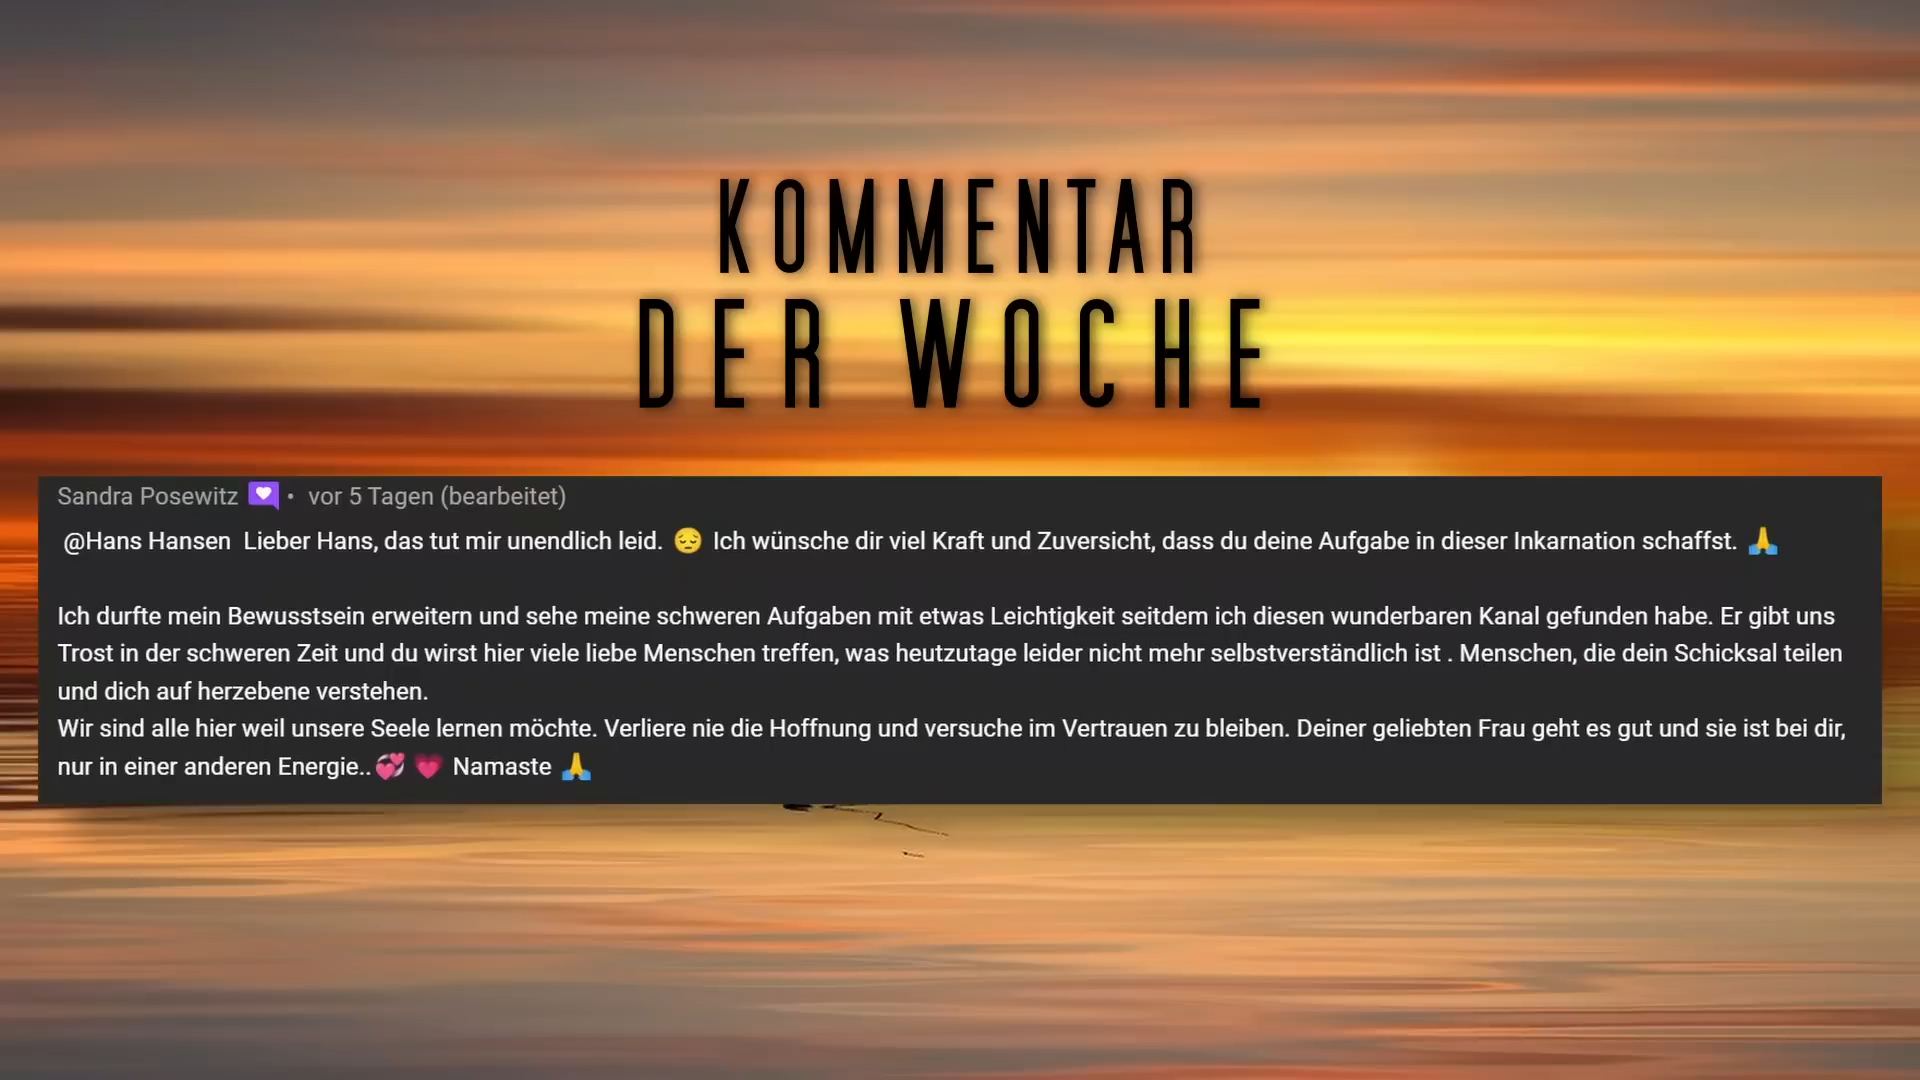 KOMMENTAR
DER WOCHE
Sandra Posewitz 💜 • vor 5 Tagen (bearbeitet)
@Hans Hansen Lieber Hans, das tut mir unendlich leid. 😔 Ich wünsche dir viel Kraft und Zuversicht, dass du deine Aufgabe in dieser Inkarnation schaffst. 🙏
Ich durfte mein Bewusstsein erweitern und sehe meine schweren Aufgaben mit etwas Leichtigkeit seitdem ich diesen wunderbaren Kanal gefunden habe. Er gibt uns
Trost in der schweren Zeit und du wirst hier viele liebe Menschen treffen, was heutzutage leider nicht mehr selbstverständlich ist . Menschen, die dein Schicksal teilen
und dich auf herzebene verstehen.
Wir sind alle hier weil unsere Seele lernen möchte. Verliere nie die Hoffnung und versuche im Vertrauen zu bleiben. Deiner geliebten Frau geht es gut und sie ist bei dir,
nur in einer anderen Energie..💞 💗 Namaste 🙏